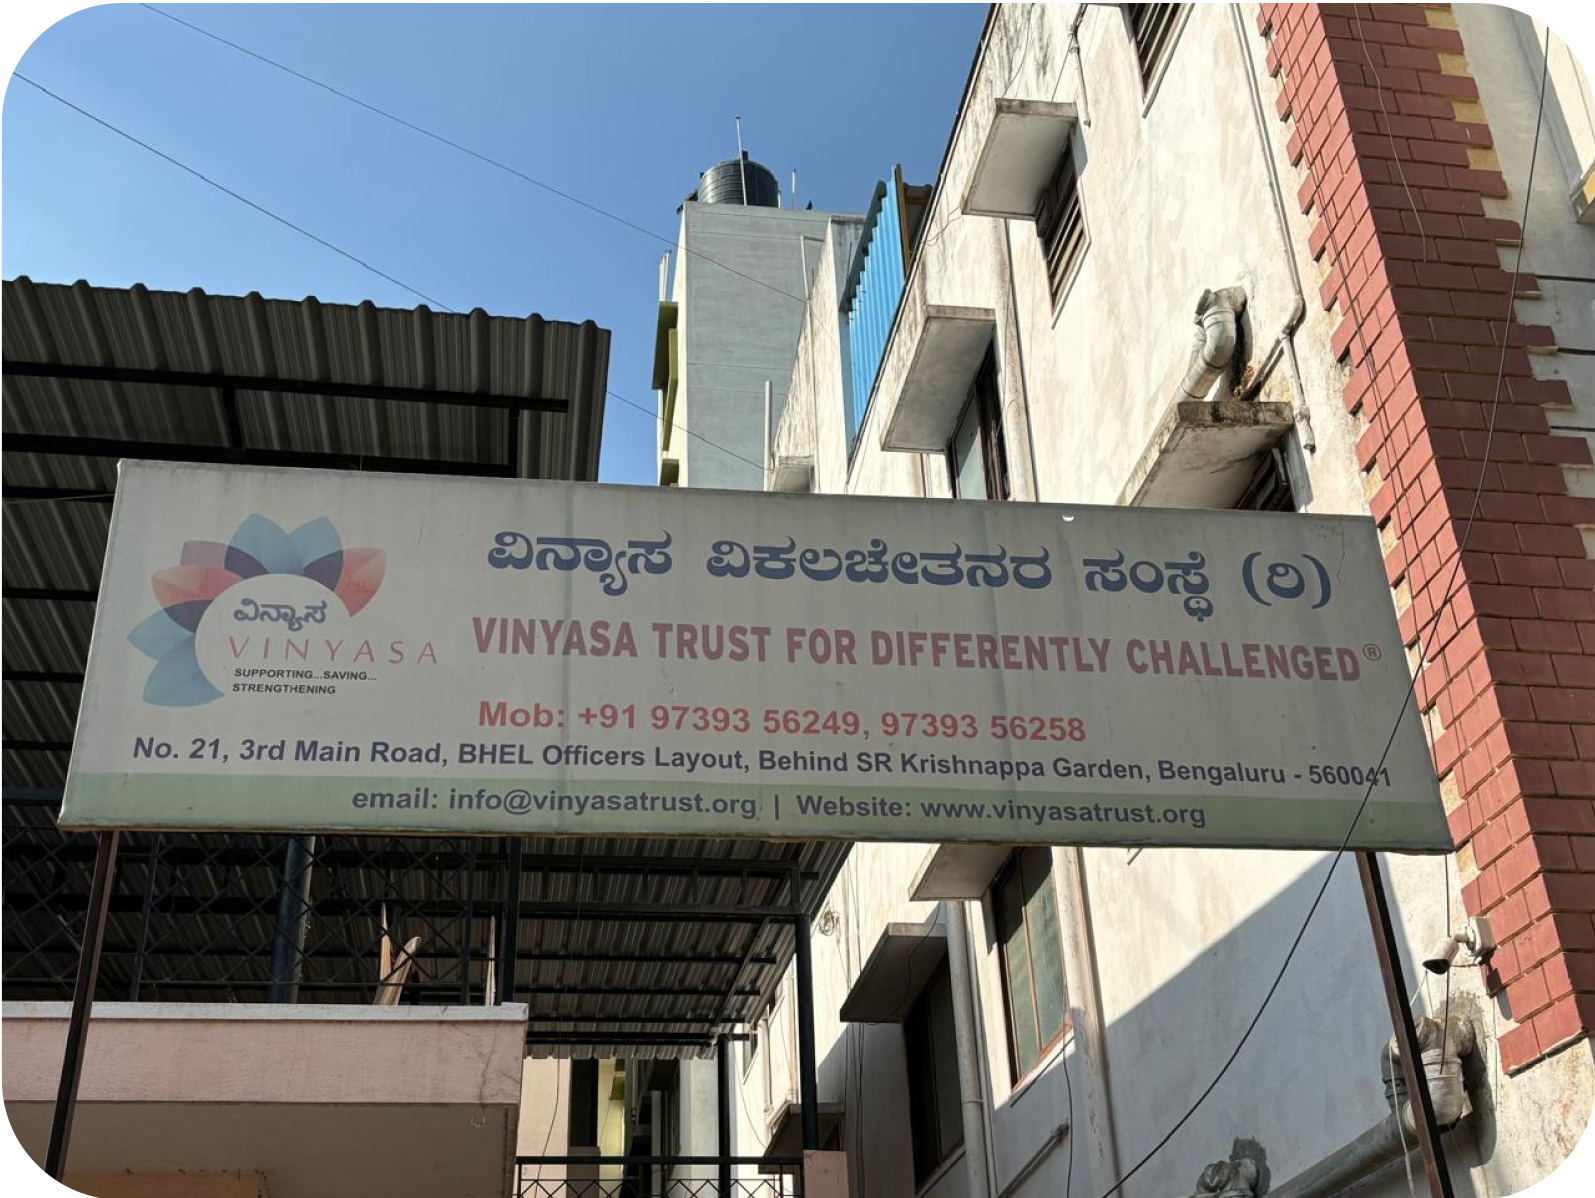 ವಿನ್ಯಾಸ
VINYASA
SUPPORTING...SAVING...
STRENGTHENING
ವಿನ್ಯಾಸ ವಿಕಲಚೇತನರ ಸಂಸ್ಥೆ (ರಿ)
VINYASA TRUST FOR DIFFERENTLY CHALLENGED®
Mob: +91 97393 56249, 97393 56258
No. 21, 3rd Main Road, BHEL Officers Layout, Behind SR Krishnappa Garden, Bengaluru - 560041
email: info@vinyasatrust.org | Website: www.vinyasatrust.org